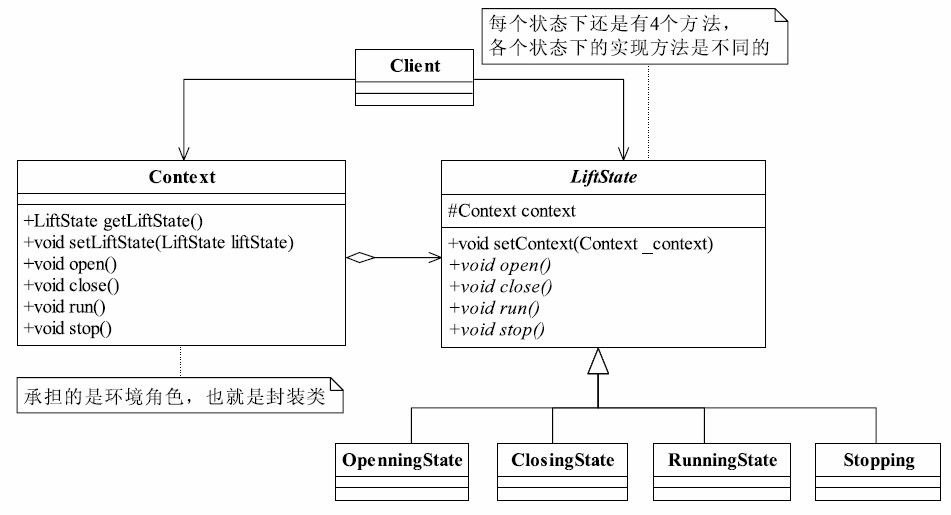 每个状态下还是有4个方法，
各个状态下的实现方法是不同的
Client
Context
+LiftState getLiftState()
+void setLiftState(LiftState liftState)
+void open()
+void close()
+void run()
+void stop()
LiftState
#Context context
+void setContext(Context _context)
+void open()
+void close()
+void run()
+void stop()
承担的是环境角色，也就是封装类
OpenningState
ClosingState
RunningState
Stopping